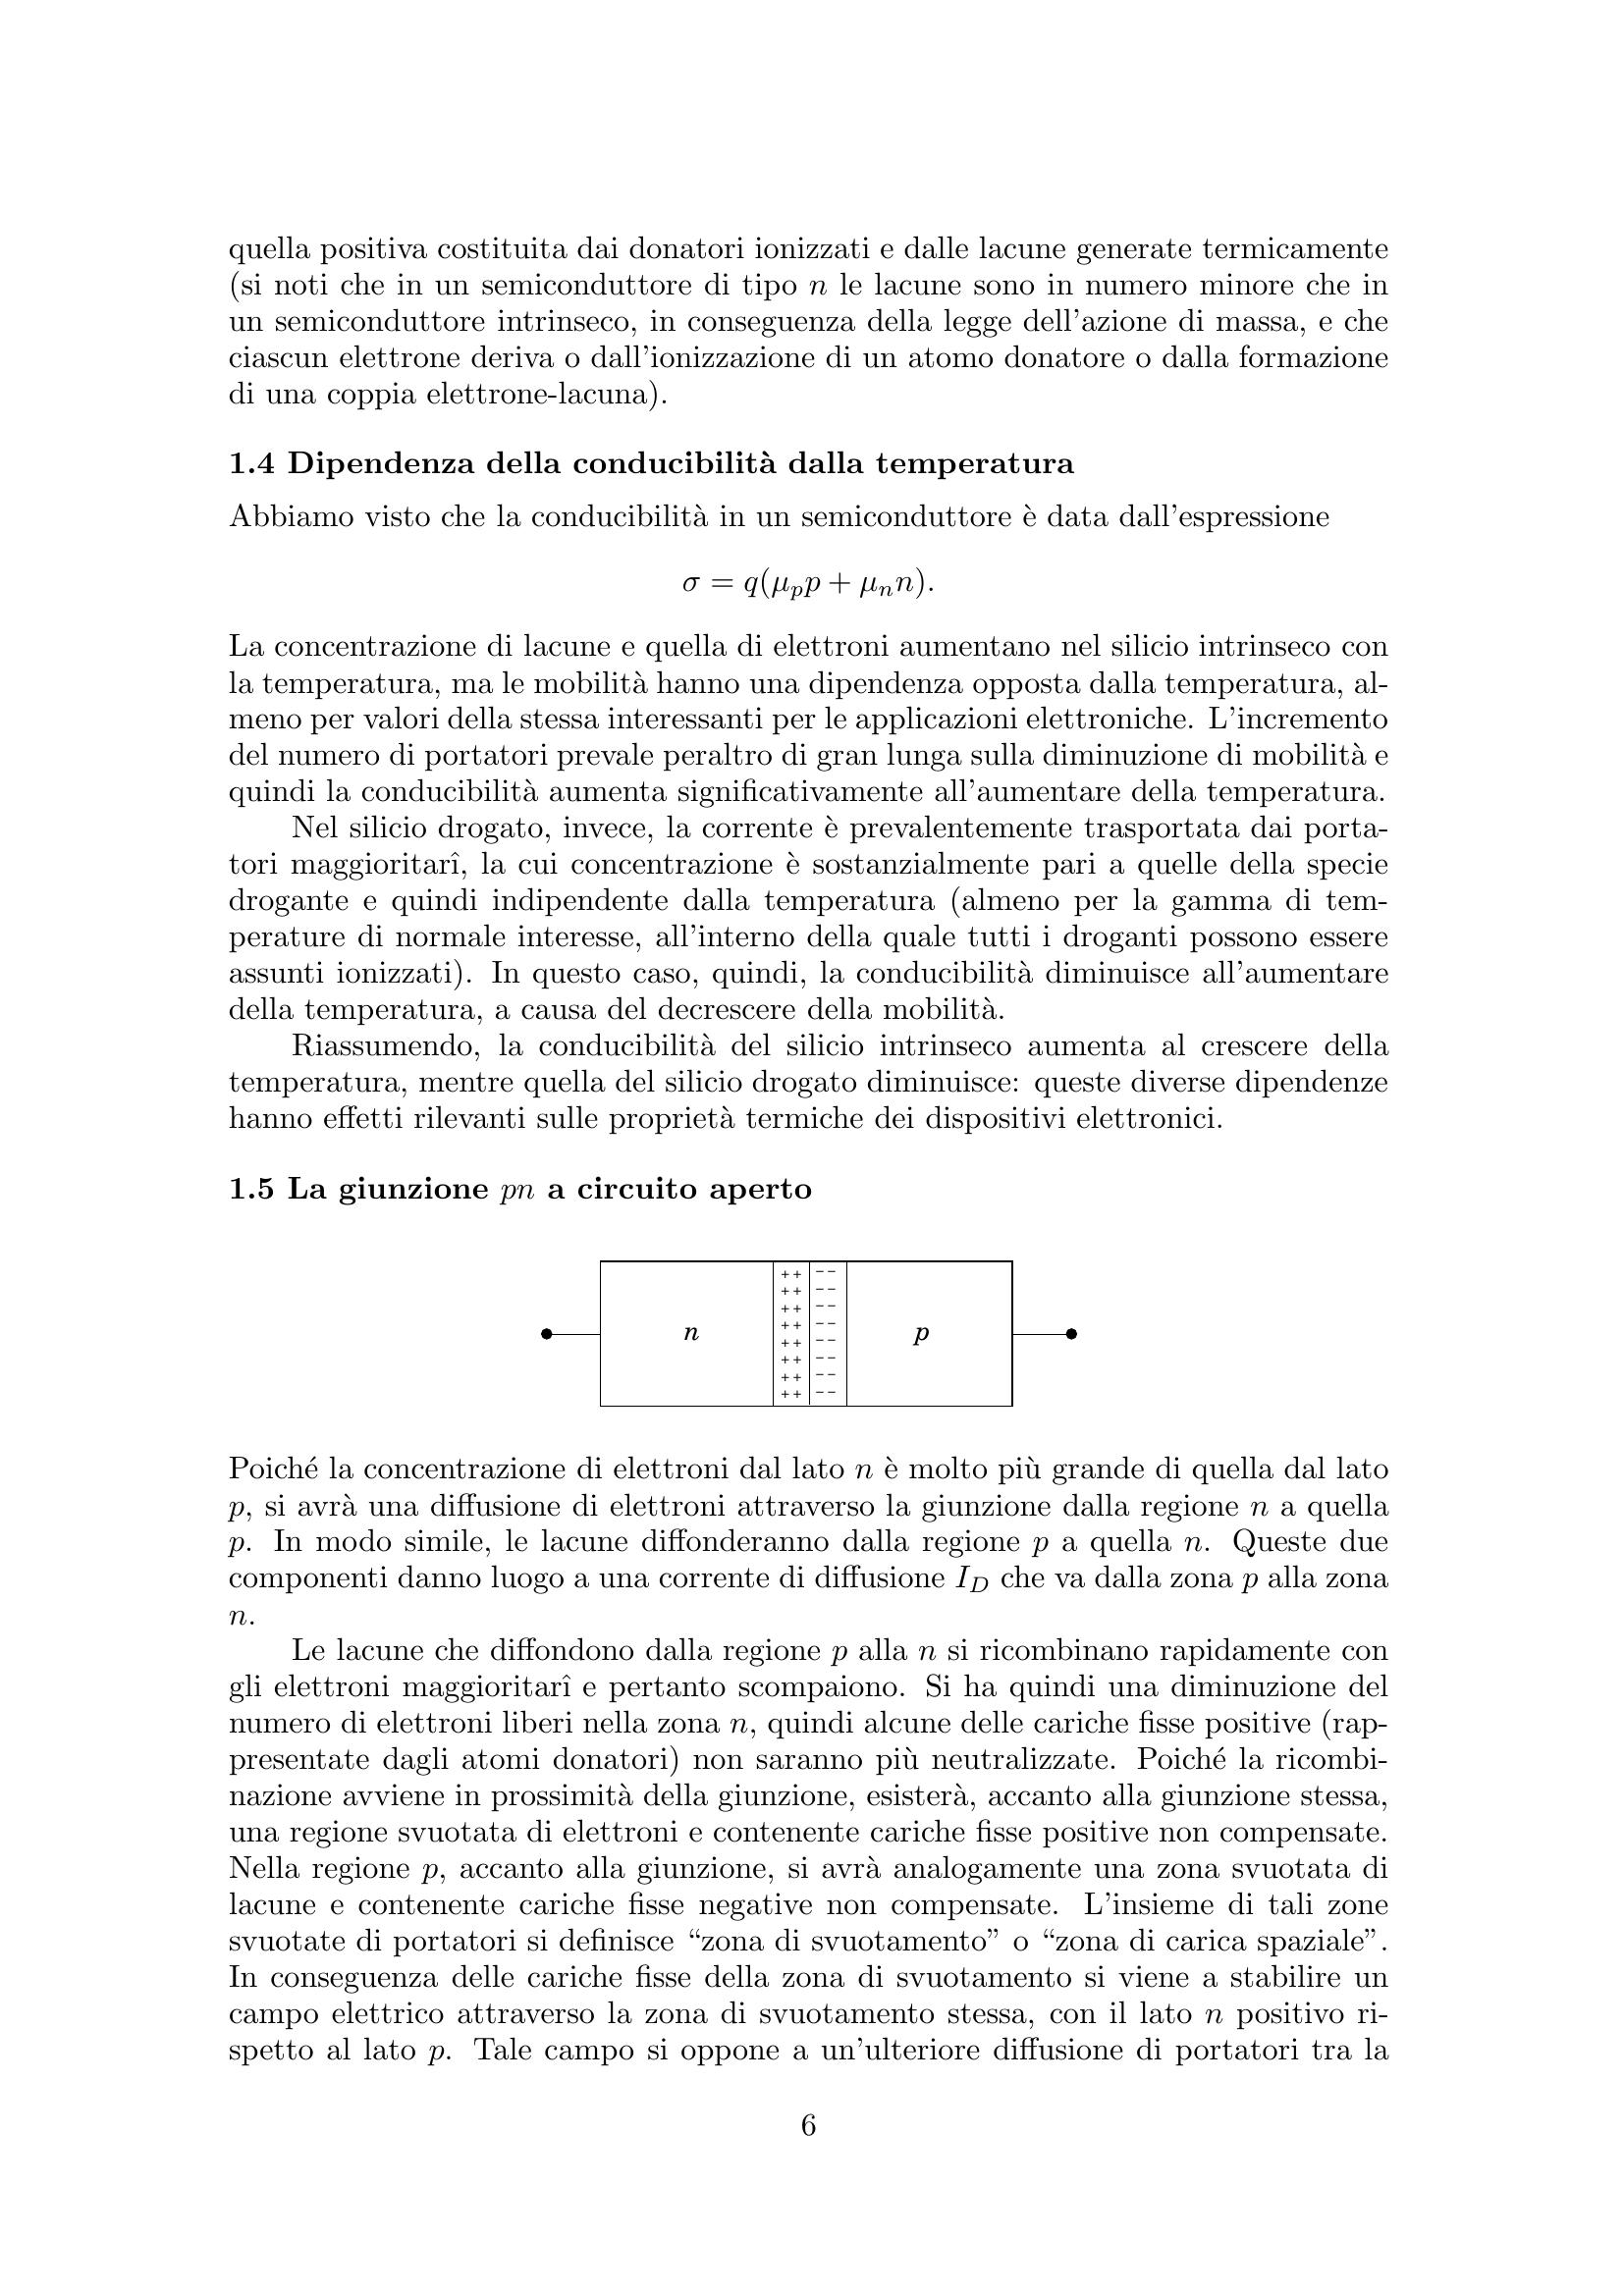 quella positiva costituita dai donatori ionizzati e dalle lacune generate termicamente
(si noti che in un semiconduttore di tipo n le lacune sono in numero minore che in
un semiconduttore intrinseco, in conseguenza della legge dell'azione di massa, e che
ciascun elettrone deriva o dall'ionizzazione di un atomo donatore o dalla formazione
di una coppia elettrone-lacuna).
1.4 Dipendenza della conducibilità dalla temperatura
Abbiamo visto che la conducibilità in un semiconduttore è data dall'espressione
σ = q(μ_p p + μ_n n).
La concentrazione di lacune e quella di elettroni aumentano nel silicio intrinseco con
la temperatura, ma le mobilità hanno una dipendenza opposta dalla temperatura, al-
meno per valori della stessa interessanti per le applicazioni elettroniche. L'incremento
del numero di portatori prevale peraltro di gran lunga sulla diminuzione di mobilità e
quindi la conducibilità aumenta significativamente all'aumentare della temperatura.
Nel silicio drogato, invece, la corrente è prevalentemente trasportata dai porta-
tori maggioritarî, la cui concentrazione è sostanzialmente pari a quelle della specie
drogante e quindi indipendente dalla temperatura (almeno per la gamma di tem-
perature di normale interesse, all'interno della quale tutti i droganti possono essere
assunti ionizzati). In questo caso, quindi, la conducibilità diminuisce all'aumentare
della temperatura, a causa del decrescere della mobilità.
Riassumendo, la conducibilità del silicio intrinseco aumenta al crescere della
temperatura, mentre quella del silicio drogato diminuisce: queste diverse dipendenze
hanno effetti rilevanti sulle proprietà termiche dei dispositivi elettronici.
1.5 La giunzione pn a circuito aperto
++ −−
++ −−
++ −−
n ++ −− p
++ −−
++ −−
++ −−
++ −−
Poiché la concentrazione di elettroni dal lato n è molto più grande di quella dal lato
p, si avrà una diffusione di elettroni attraverso la giunzione dalla regione n a quella
p. In modo simile, le lacune diffonderanno dalla regione p a quella n. Queste due
componenti danno luogo a una corrente di diffusione I_D che va dalla zona p alla zona
n.
Le lacune che diffondono dalla regione p alla n si ricombinano rapidamente con
gli elettroni maggioritarî e pertanto scompaiono. Si ha quindi una diminuzione del
numero di elettroni liberi nella zona n, quindi alcune delle cariche fisse positive (rap-
presentate dagli atomi donatori) non saranno più neutralizzate. Poiché la ricombi-
nazione avviene in prossimità della giunzione, esisterà, accanto alla giunzione stessa,
una regione svuotata di elettroni e contenente cariche fisse positive non compensate.
Nella regione p, accanto alla giunzione, si avrà analogamente una zona svuotata di
lacune e contenente cariche fisse negative non compensate. L'insieme di tali zone
svuotate di portatori si definisce “zona di svuotamento” o “zona di carica spaziale”.
In conseguenza delle cariche fisse della zona di svuotamento si viene a stabilire un
campo elettrico attraverso la zona di svuotamento stessa, con il lato n positivo ri-
spetto al lato p. Tale campo si oppone a un'ulteriore diffusione di portatori tra la
6